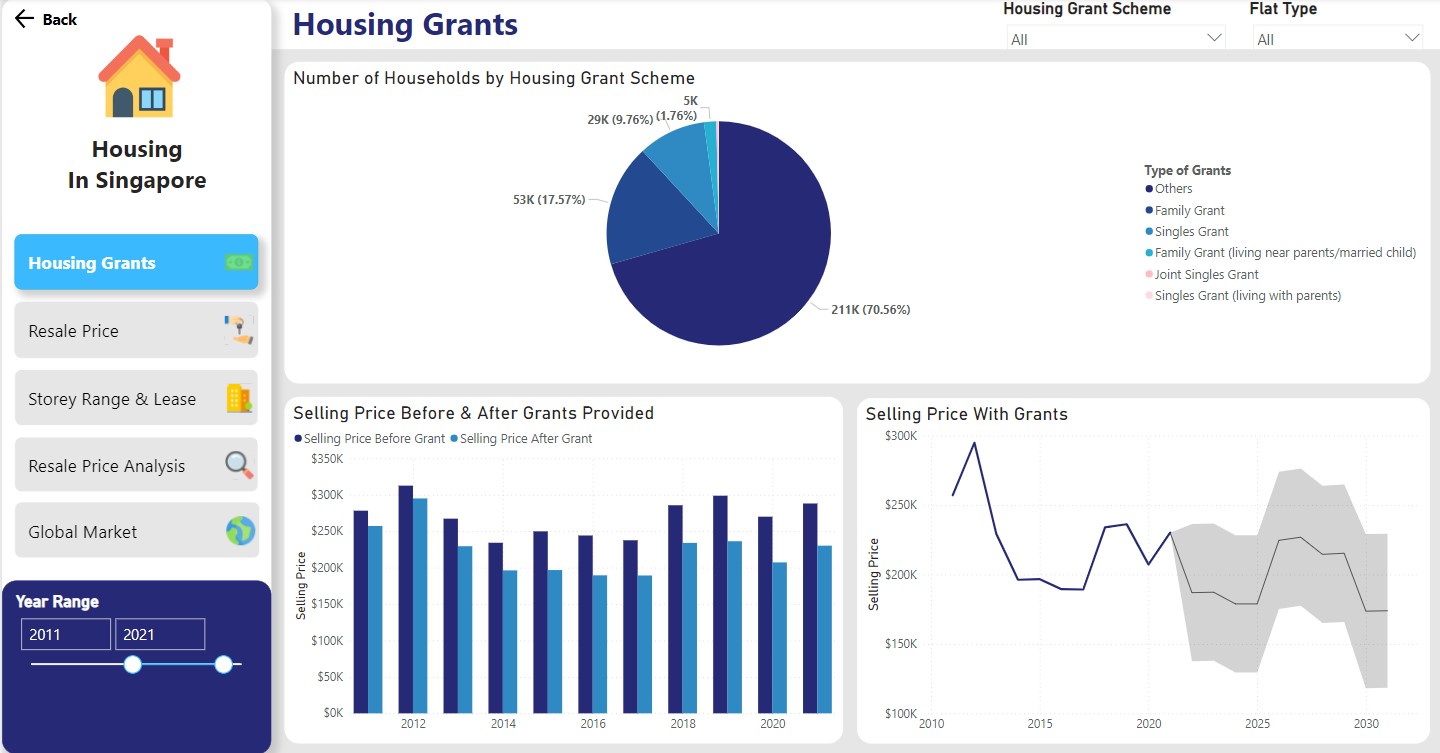 Back
Housing
In Singapore
Housing Grants
Resale Price
Storey Range & Lease
Resale Price Analysis
Global Market
Year Range
2011 2021
Housing Grants
Housing Grant Scheme
All
Flat Type
All
Number of Households by Housing Grant Scheme
5K
(1.76%)
29K (9.76%)
53K (17.57%)
211K (70.56%)
Type of Grants
Others
Family Grant
Singles Grant
Family Grant (living near parents/married child)
Joint Singles Grant
Singles Grant (living with parents)
Selling Price Before & After Grants Provided
Selling Price Before Grant Selling Price After Grant
Selling Price
$350K
$300K
$250K
$200K
$150K
$100K
$50K
$0K
2012 2014 2016 2018 2020
Selling Price With Grants
Selling Price
$300K
$250K
$200K
$150K
$100K
2010 2015 2020 2025 2030